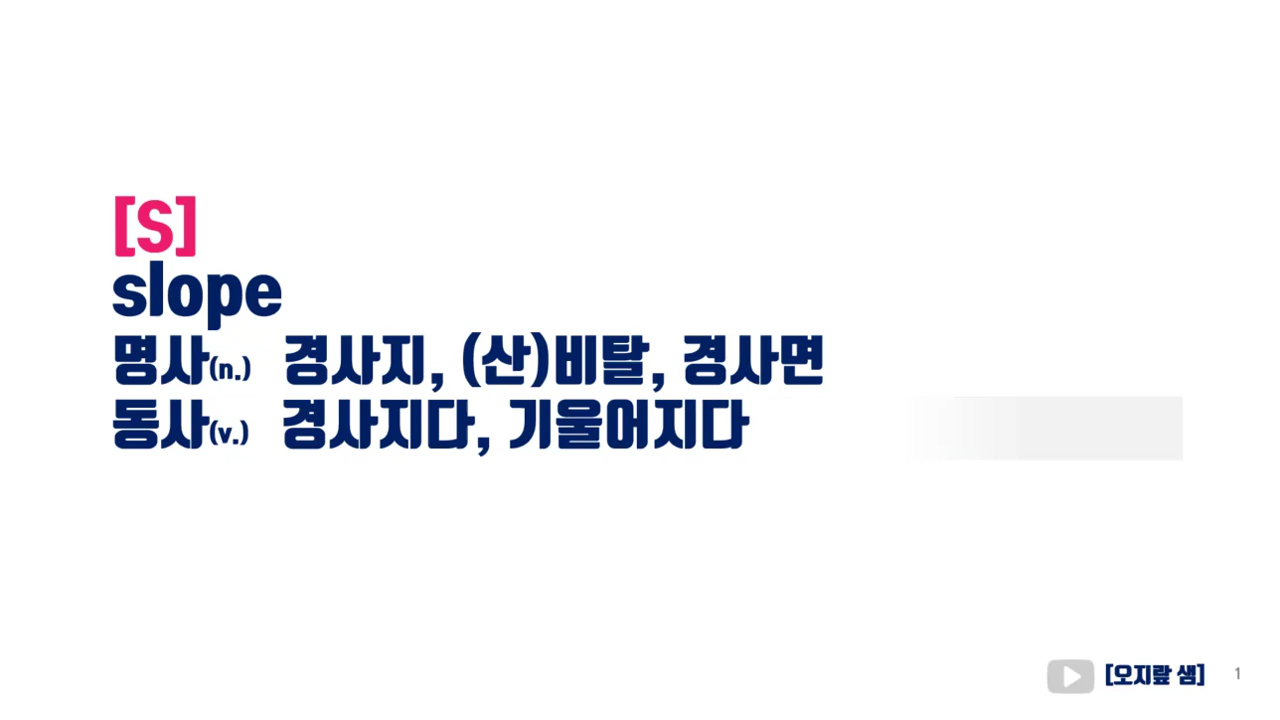 [S]
slope
명사(n.) 경사지, (산)비탈, 경사면
동사(v.) 경사지다, 기울어지다
[오지랖 샘] 1